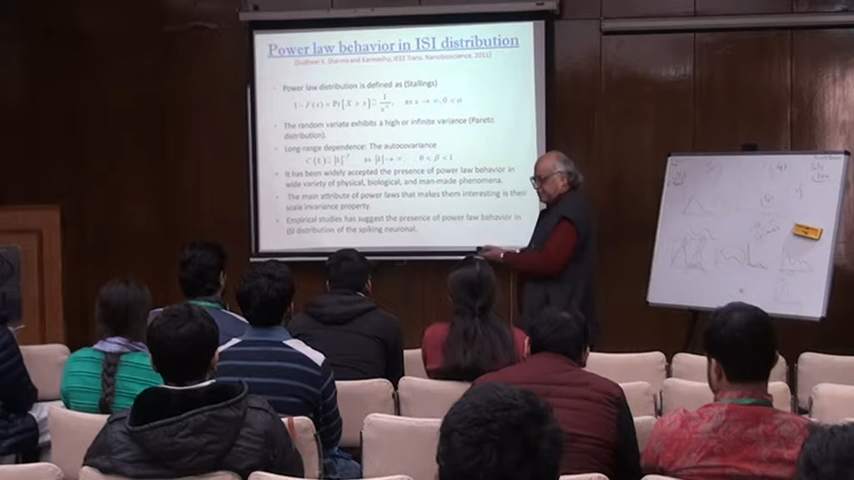 Power law behavior in ISI distribution
(Sudheer K. Sharma and Karmeshu, IEEE Trans. Nanobioscience, 2011)
• Power law distribution is defined as (Stallings)
1 - F(x) = Pr[X > x] ≅ 1/x^α, as x → ∞, 0 < α
• The random variate exhibits a high or infinite variance (Pareto
distribution).
• Long-range dependence: The autocovariance
C(k) ≅ |k|^-β as |k| → ∞, 0 < β < 1
• It has been widely accepted the presence of power law behavior in
wide variety of physical, biological, and man-made phenomena.
• The main attribute of power laws that makes them interesting is their
scale invariance property.
• Empirical studies has suggest the presence of power law behavior in
ISI distribution of the spiking neuronal.